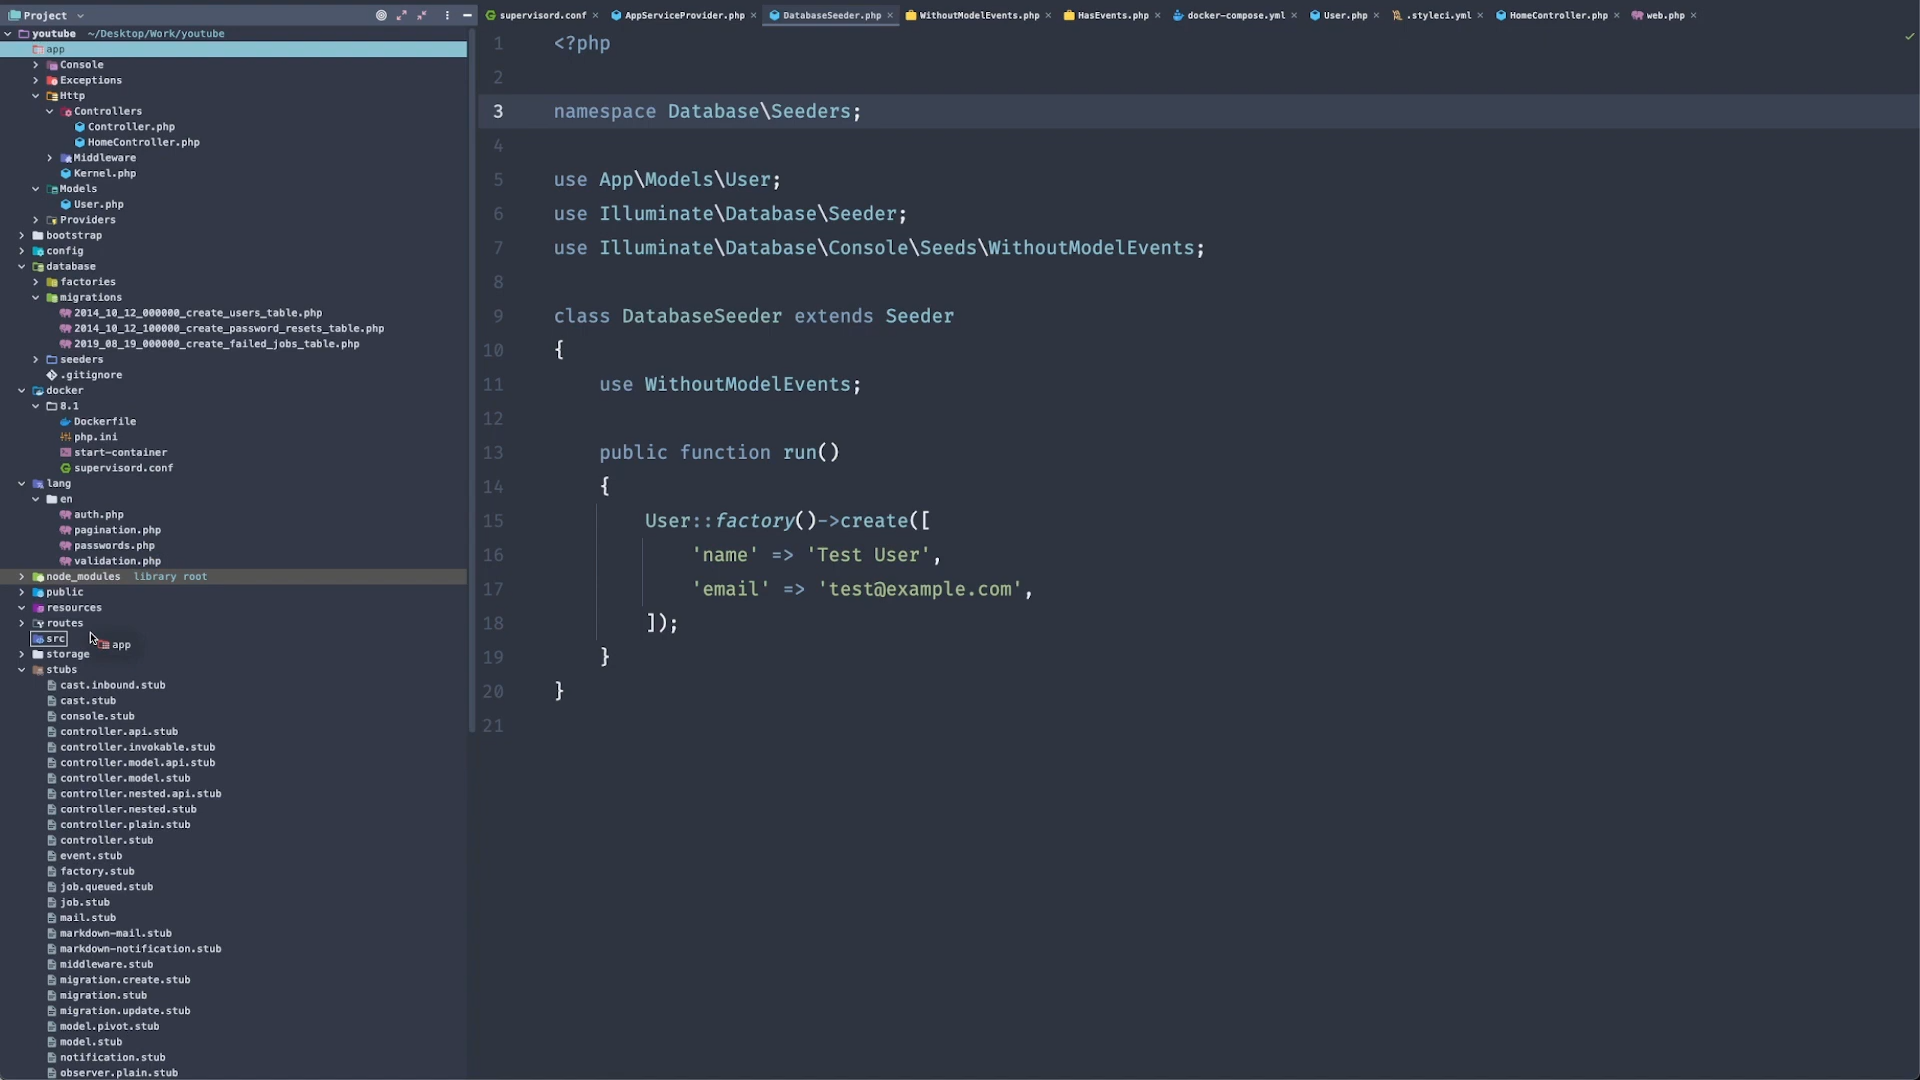 Project
youtube ~/Desktop/Work/youtube
app
Console
Exceptions
Http
Controllers
Controller.php
HomeController.php
Middleware
Kernel.php
Models
User.php
Providers
bootstrap
config
database
factories
migrations
2014_10_12_000000_create_users_table.php
2014_10_12_100000_create_password_resets_table.php
2019_08_19_000000_create_failed_jobs_table.php
seeders
.gitignore
docker
8.1
Dockerfile
php.ini
start-container
supervisord.conf
lang
en
auth.php
pagination.php
passwords.php
validation.php
node_modules library root
public
resources
routes
src
app
storage
stubs
cast.inbound.stub
cast.stub
console.stub
controller.api.stub
controller.invokable.stub
controller.model.api.stub
controller.model.stub
controller.nested.api.stub
controller.nested.stub
controller.plain.stub
controller.stub
event.stub
factory.stub
job.queued.stub
job.stub
mail.stub
markdown-mail.stub
markdown-notification.stub
middleware.stub
migration.create.stub
migration.stub
migration.update.stub
model.pivot.stub
model.stub
notification.stub
observer.plain.stub
supervisord.conf AppServiceProvider.php DatabaseSeeder.php WithoutModelEvents.php HasEvents.php docker-compose.yml User.php .styleci.yml HomeController.php web.php
1 <?php
2
3 namespace Database\Seeders;
4
5 use App\Models\User;
6 use Illuminate\Database\Seeder;
7 use Illuminate\Database\Console\Seeds\WithoutModelEvents;
8
9 class DatabaseSeeder extends Seeder
10 {
11 use WithoutModelEvents;
12
13 public function run()
14 {
15 User::factory()->create([
16 'name' => 'Test User',
17 'email' => 'test@example.com',
18 ]);
19 }
20 }
21